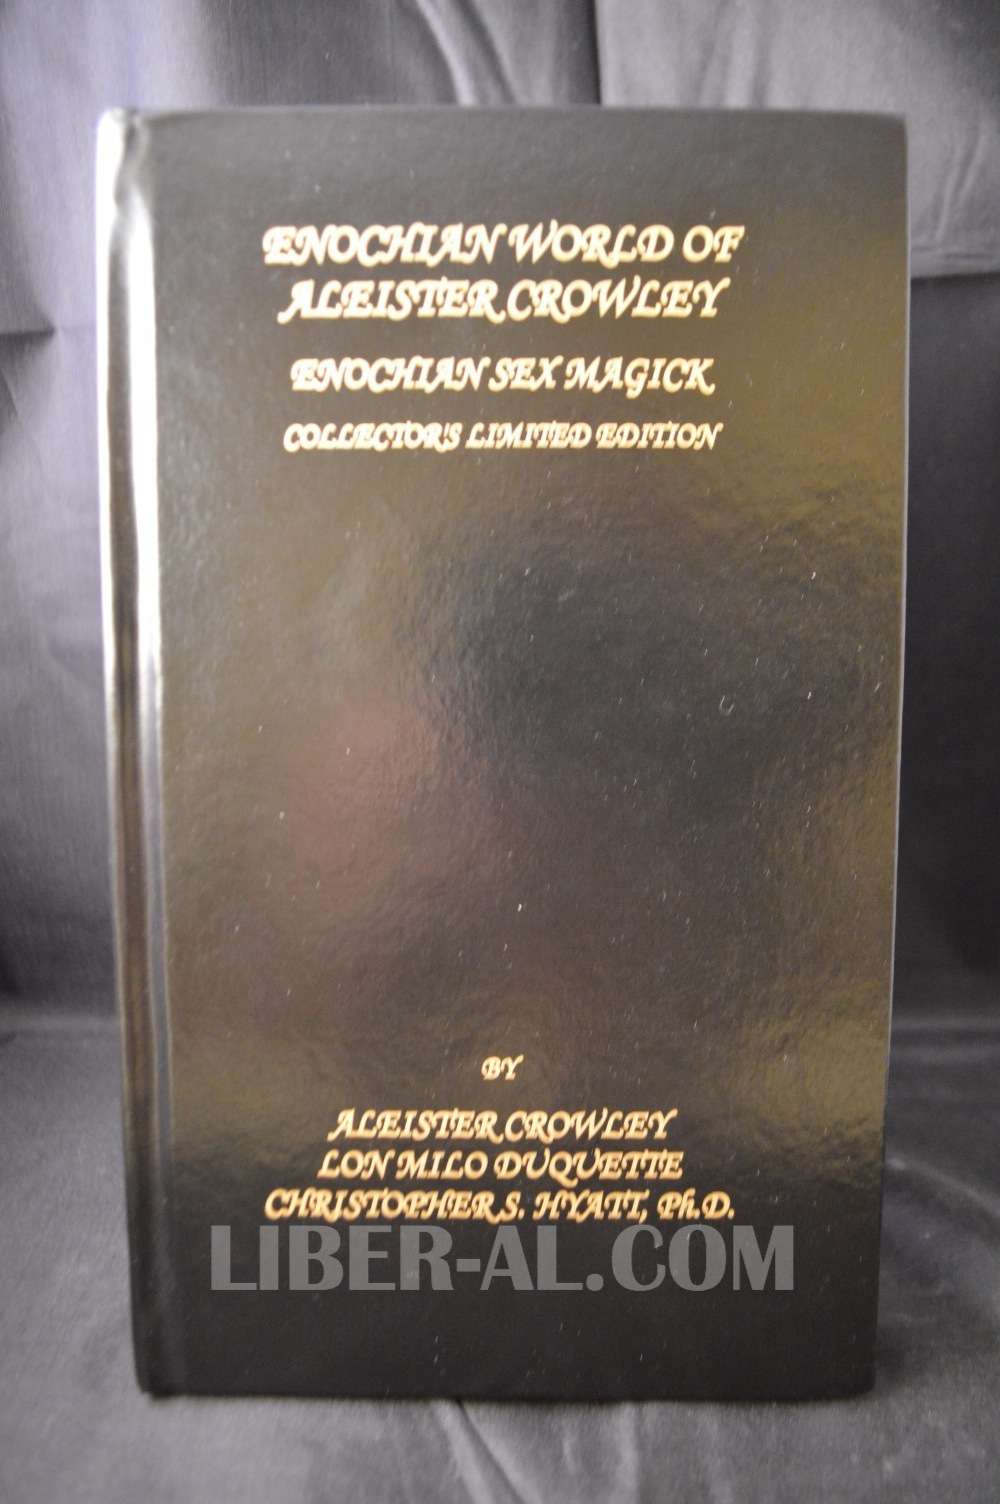 ENOCHIAN WORLD OF
ALEISTER CROWLEY
ENOCHIAN SEX MAGICK
COLLECTOR'S LIMITED EDITION
BY
ALEISTER CROWLEY
LON MILO DUQUETTE
CHRISTOPHER S. HYATT, Ph.D.
LIBER-AL.COM